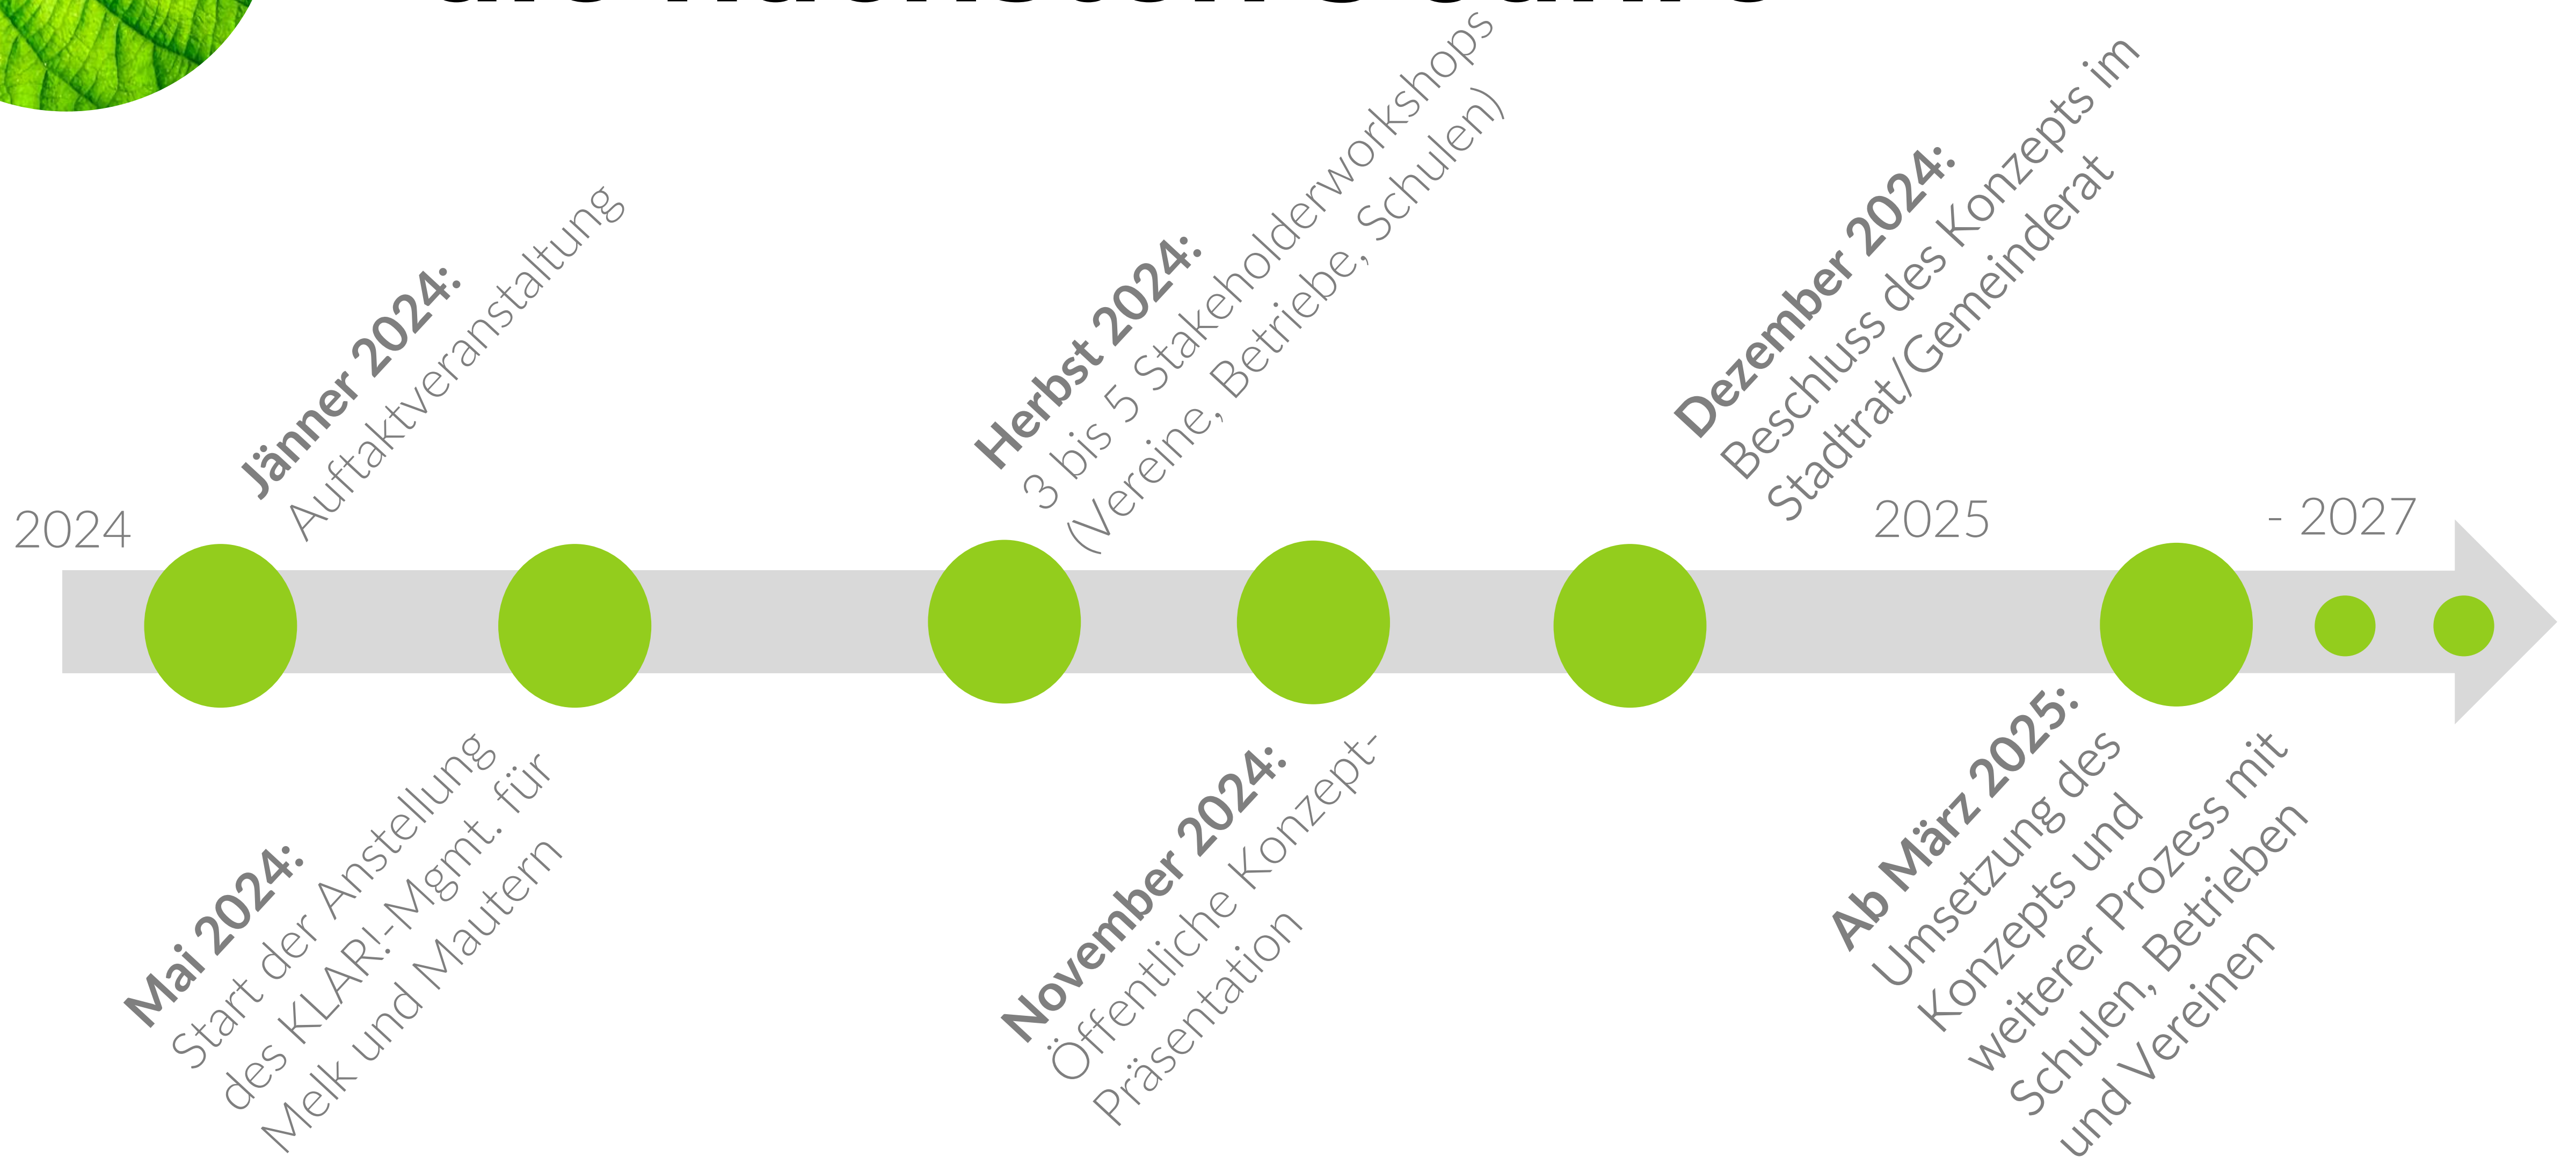 2024
Jänner 2024:
Auftaktveranstaltung
Mai 2024:
Start der Anstellung
des KLAR!-Mgmt. für
Melk und Mautern
Herbst 2024:
3 bis 5 Stakeholderworkshops
(Vereine, Betriebe, Schulen)
November 2024:
Öffentliche Konzept-
Präsentation
Dezember 2024:
Beschluss des Konzepts im
Stadtrat/Gemeinderat
2025
Ab März 2025:
Umsetzung des
Konzepts und
weiterer Prozess mit
Schulen, Betrieben
und Vereinen
- 2027